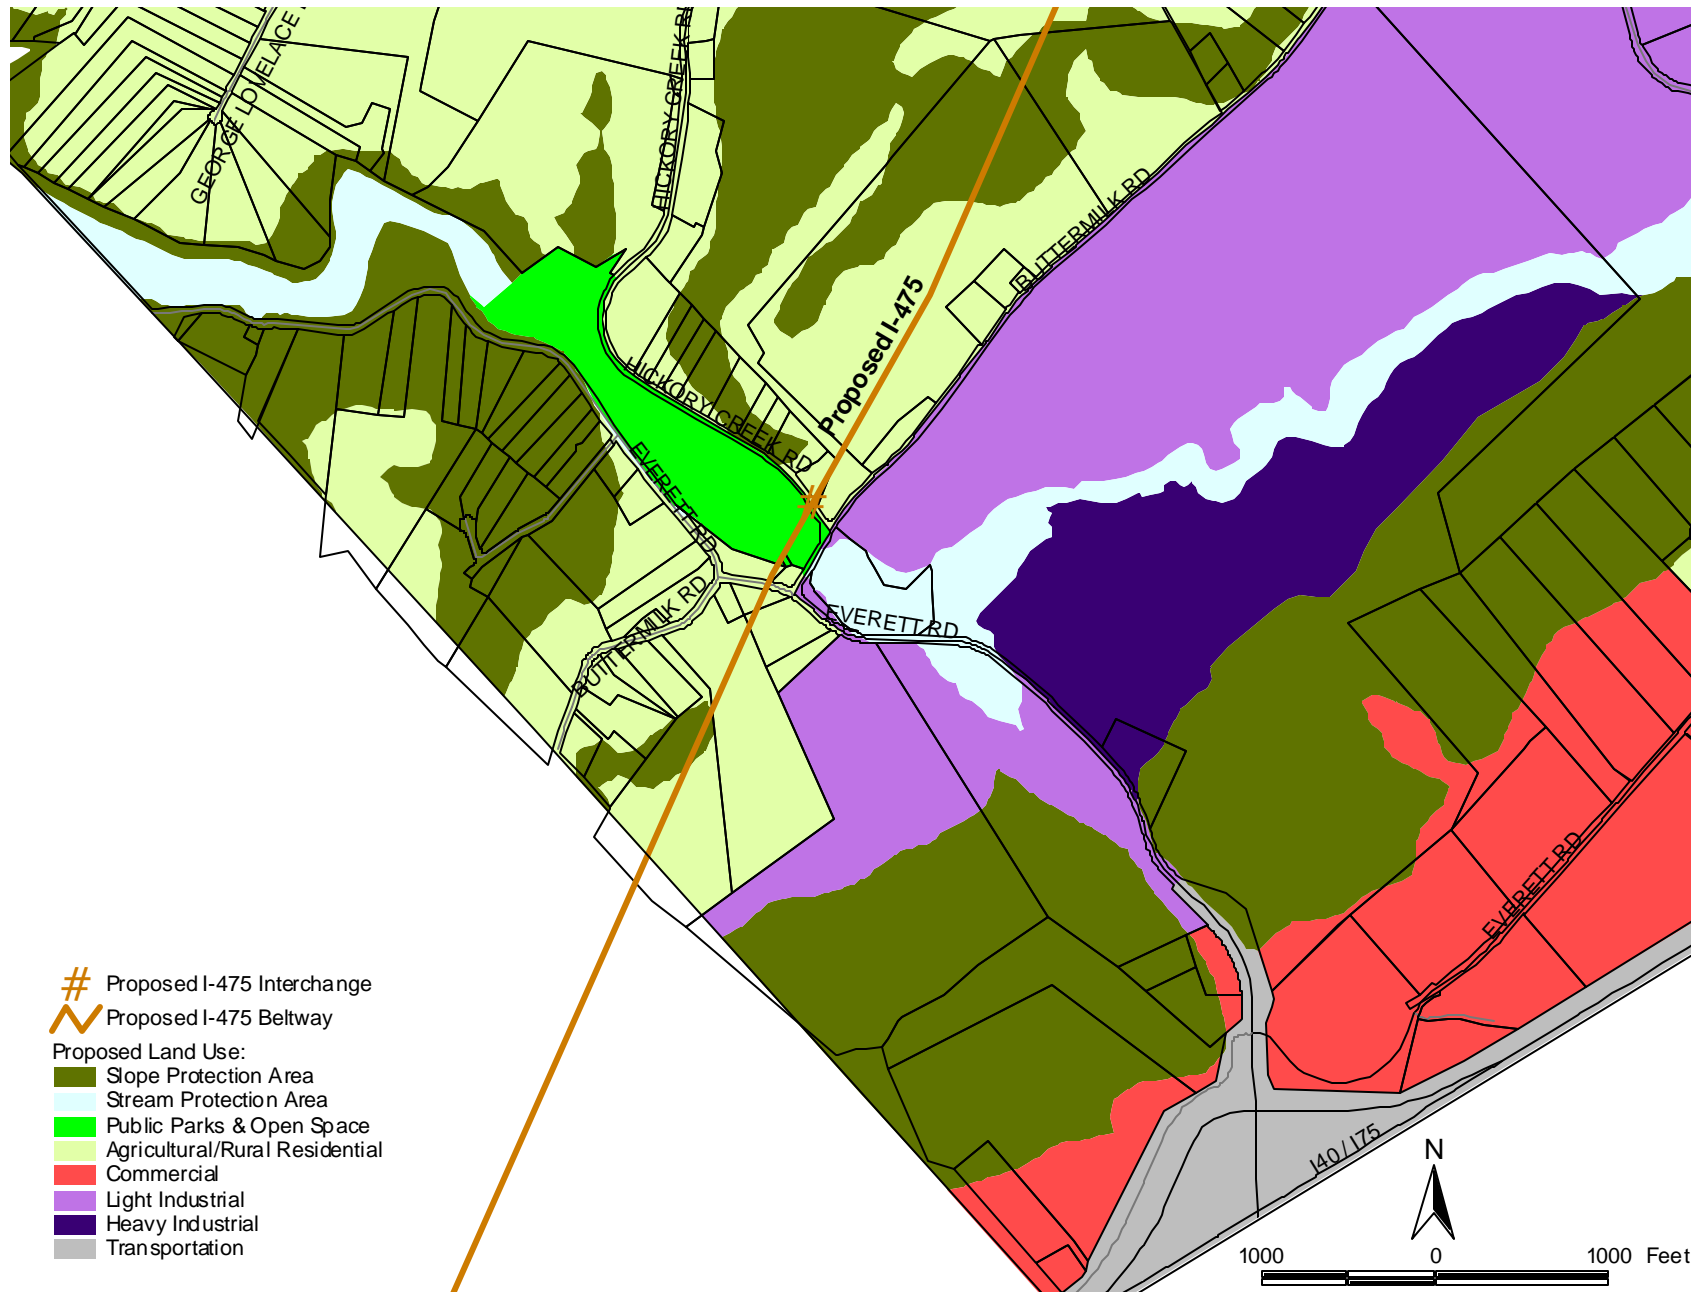 GEORGE LOVELACE
HICKORY CREEK RD
BUTTERMILK RD
Proposed I-475
HICKORY CREEK RD
EVERETT RD
BUTTERMILK RD
EVERETT RD
EVERETT RD
I40 / I75
# Proposed I-475 Interchange
Proposed I-475 Beltway
Proposed Land Use:
Slope Protection Area
Stream Protection Area
Public Parks & Open Space
Agricultural/Rural Residential
Commercial
Light Industrial
Heavy Industrial
Transportation
N
1000 0 1000 Feet